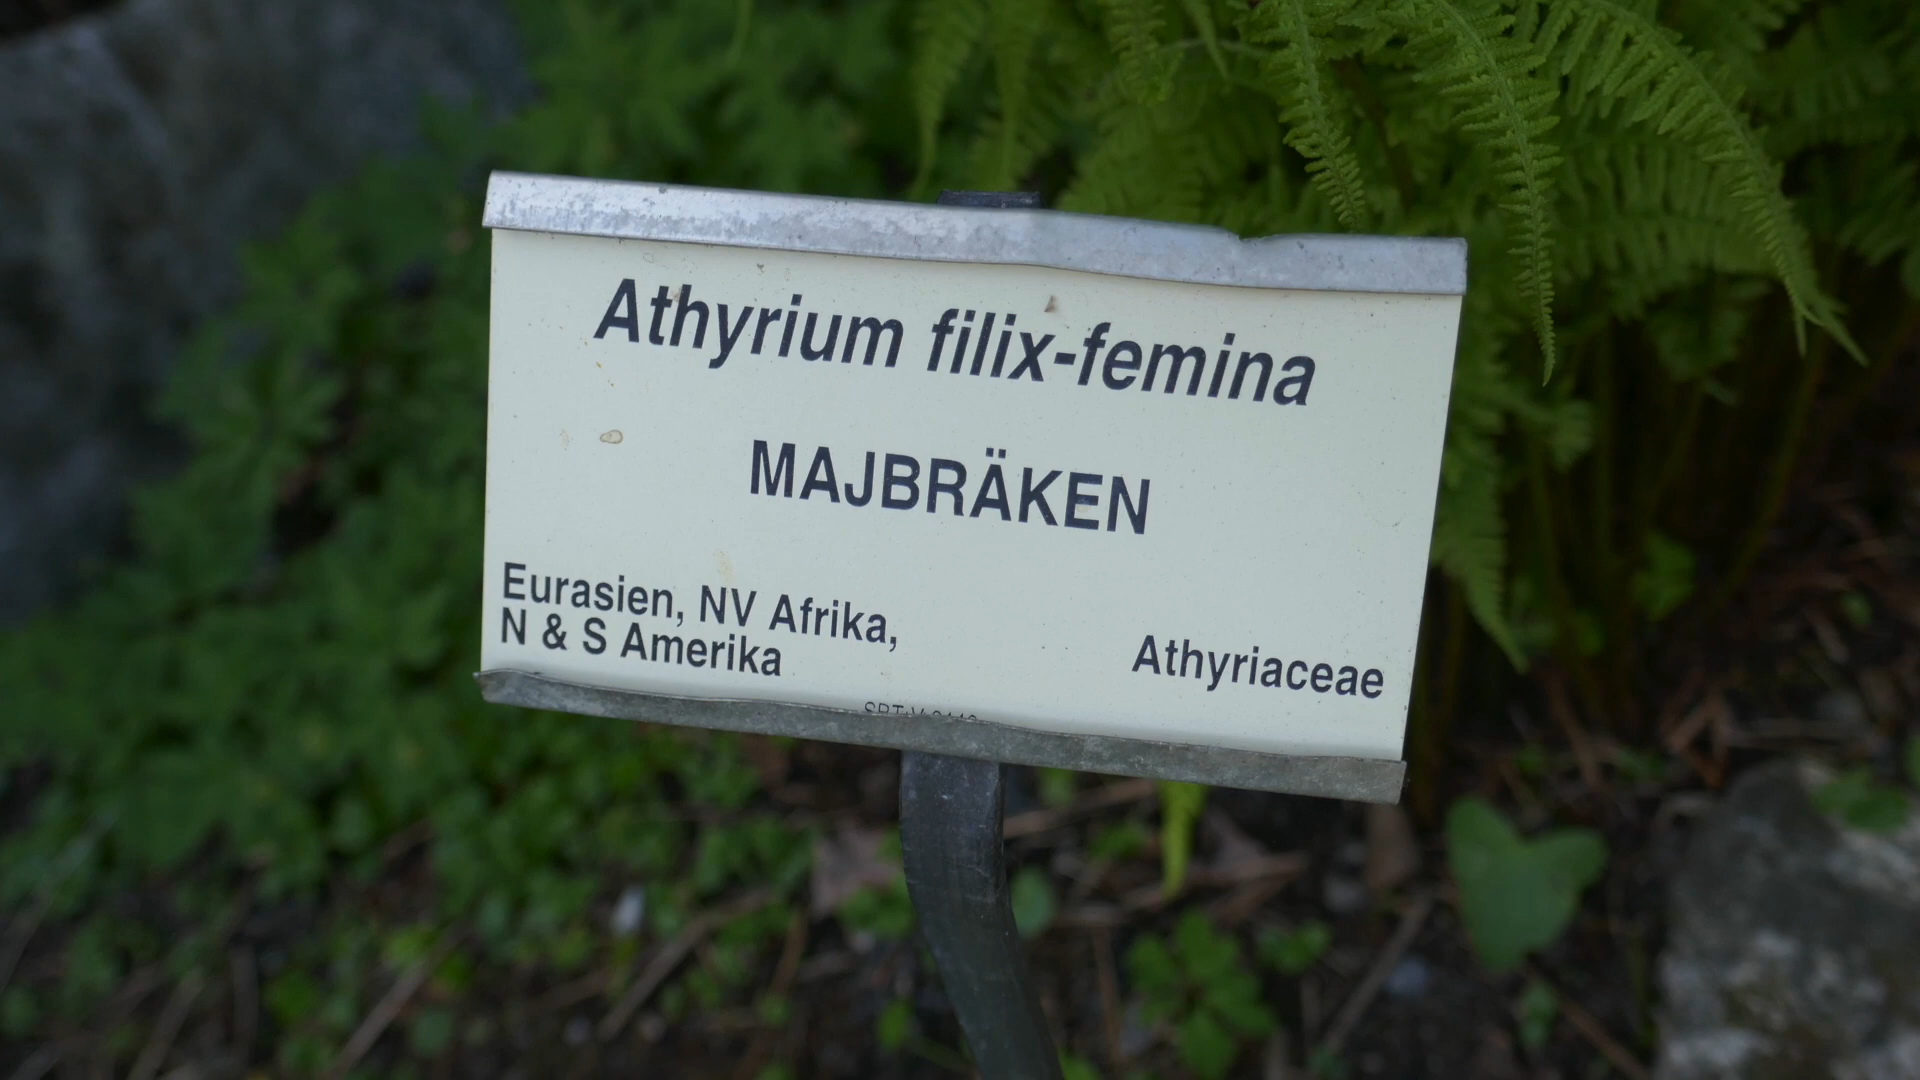 Athyrium filix-femina
MAJBRÄKEN
Eurasien, NV Afrika,
N & S Amerika
Athyriaceae